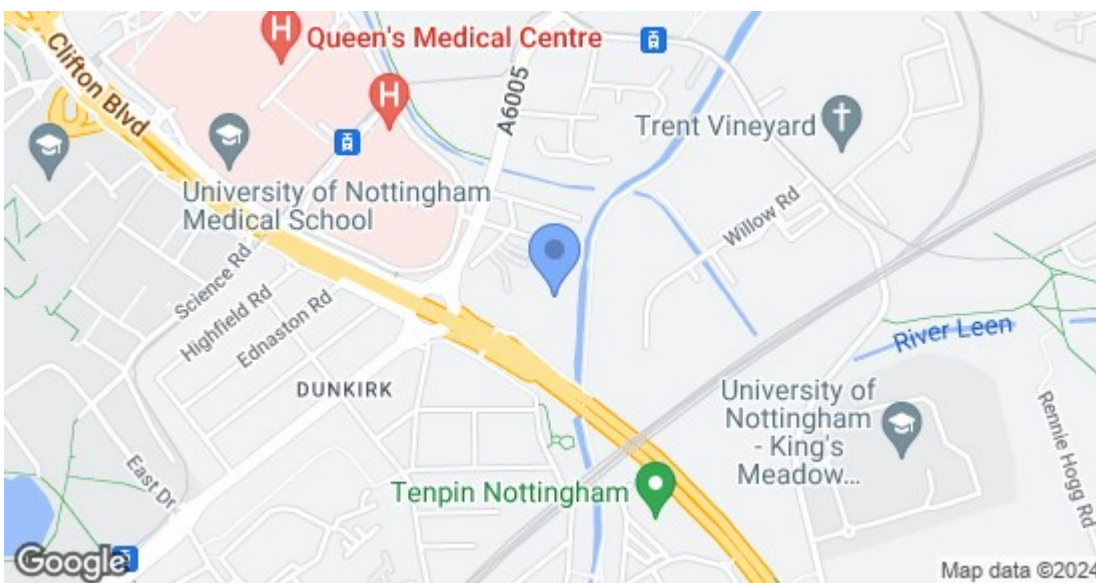 H
Queen's Medical Centre
Clifton Blvd
H
A6005
Trent Vineyard
University of Nottingham
Medical School
Willow Rd
Science Rd
Highfield Rd
Ednaston Rd
River Leen
DUNKIRK
University of
Nottingham
- King's
Meadow...
Rennie Hogg Rd
East Dr
Tenpin Nottingham
Google
Map data ©2024